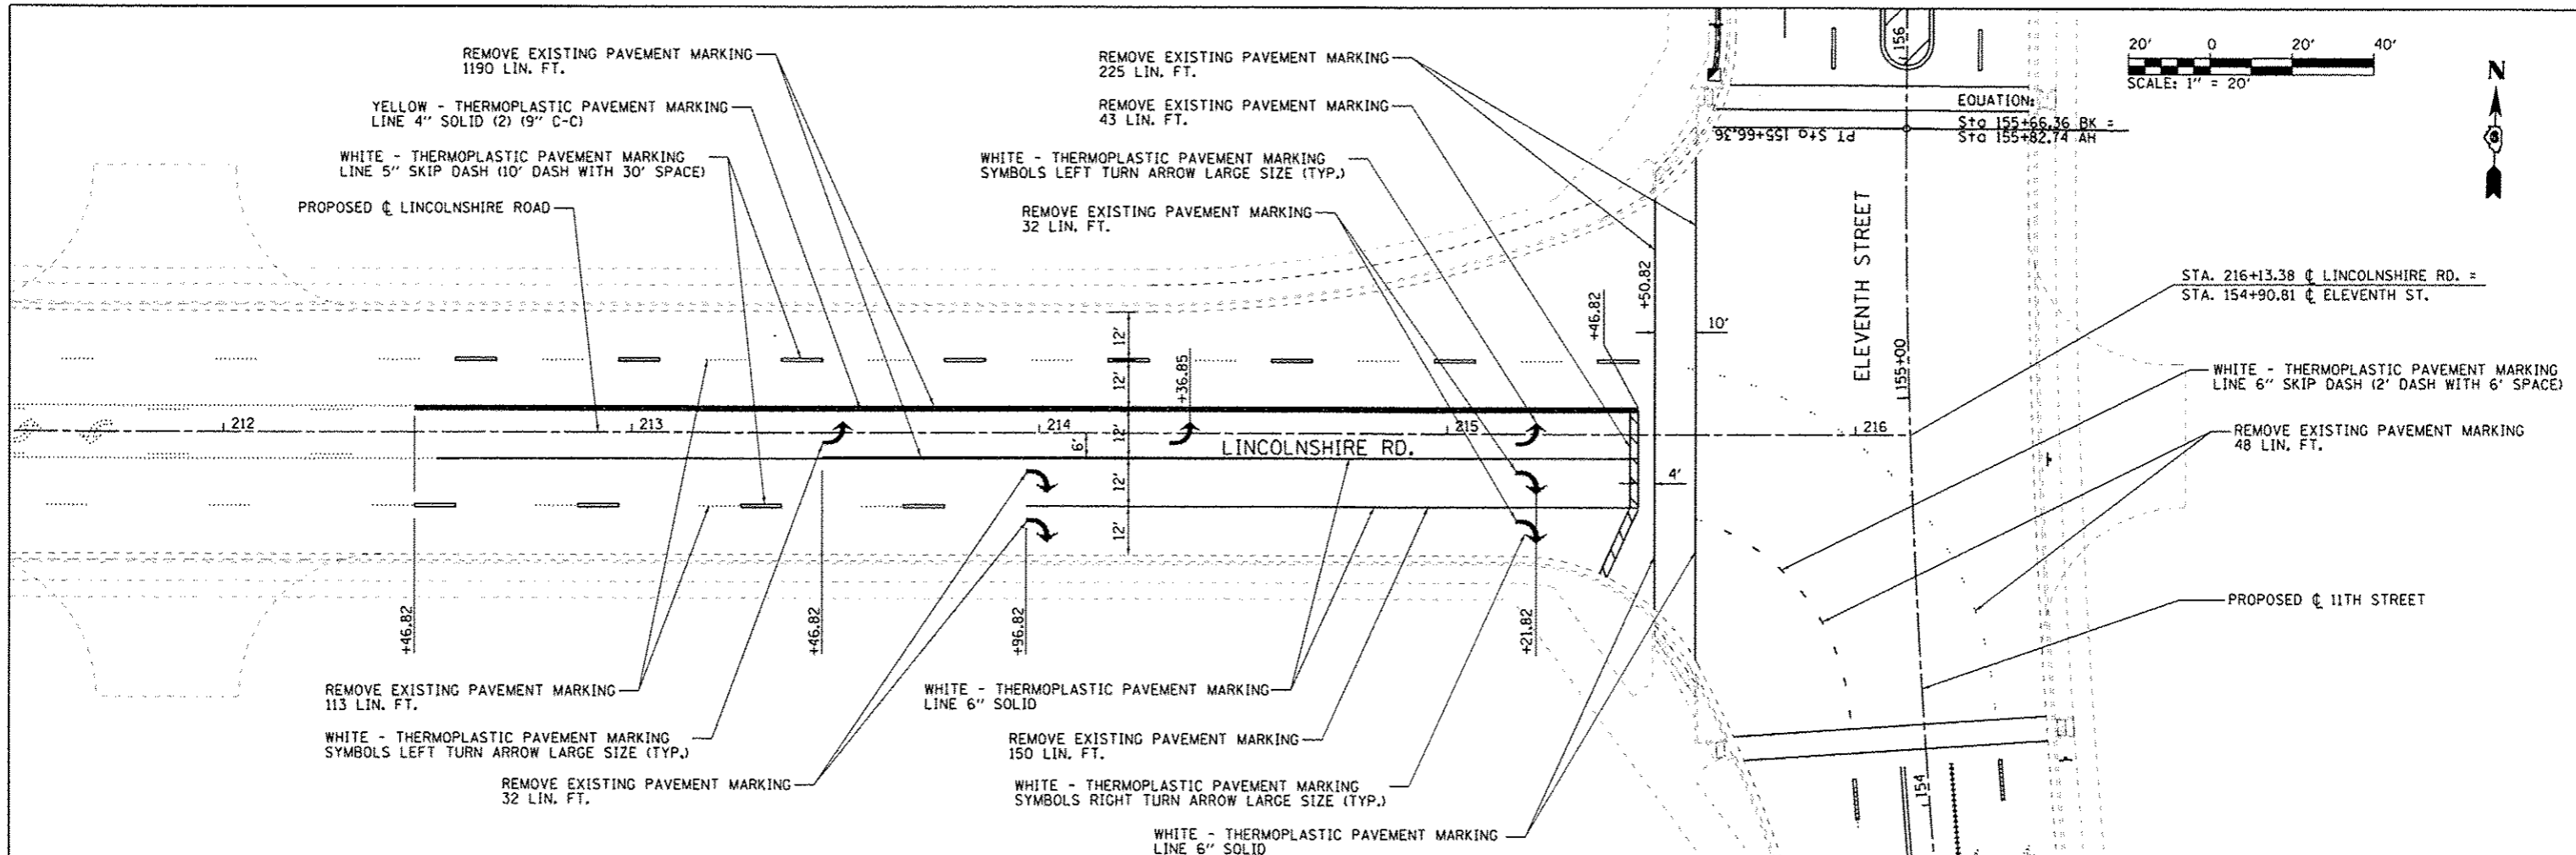 REMOVE EXISTING PAVEMENT MARKING
1190 LIN. FT.
YELLOW - THERMOPLASTIC PAVEMENT MARKING
LINE 4" SOLID (2) (9" C-C)
WHITE - THERMOPLASTIC PAVEMENT MARKING
LINE 5" SKIP DASH (10' DASH WITH 30' SPACE)
PROPOSED ℄ LINCOLNSHIRE ROAD
REMOVE EXISTING PAVEMENT MARKING
225 LIN. FT.
REMOVE EXISTING PAVEMENT MARKING
43 LIN. FT.
WHITE - THERMOPLASTIC PAVEMENT MARKING
SYMBOLS LEFT TURN ARROW LARGE SIZE (TYP.)
REMOVE EXISTING PAVEMENT MARKING
32 LIN. FT.
156
EQUATION:
Sta 155+66.36 BK =
Sta 155+82.74 AH
PT Sta 155+66.36
20' 0 20' 40'
SCALE: 1" = 20'
N
ELEVENTH STREET
155+00
STA. 216+13.38 ℄ LINCOLNSHIRE RD. =
STA. 154+90.81 ℄ ELEVENTH ST.
WHITE - THERMOPLASTIC PAVEMENT MARKING
LINE 6" SKIP DASH (2' DASH WITH 6' SPACE)
REMOVE EXISTING PAVEMENT MARKING
48 LIN. FT.
PROPOSED ℄ 11TH STREET
154
+50.82
+46.82
10'
4'
12'
12'
12'
12'
12'
6'
+36.85
212
213
214
215
216
LINCOLNSHIRE RD.
+46.82
+46.82
+96.82
+21.82
REMOVE EXISTING PAVEMENT MARKING
113 LIN. FT.
WHITE - THERMOPLASTIC PAVEMENT MARKING
SYMBOLS LEFT TURN ARROW LARGE SIZE (TYP.)
REMOVE EXISTING PAVEMENT MARKING
32 LIN. FT.
WHITE - THERMOPLASTIC PAVEMENT MARKING
LINE 6" SOLID
REMOVE EXISTING PAVEMENT MARKING
150 LIN. FT.
WHITE - THERMOPLASTIC PAVEMENT MARKING
SYMBOLS RIGHT TURN ARROW LARGE SIZE (TYP.)
WHITE - THERMOPLASTIC PAVEMENT MARKING
LINE 6" SOLID